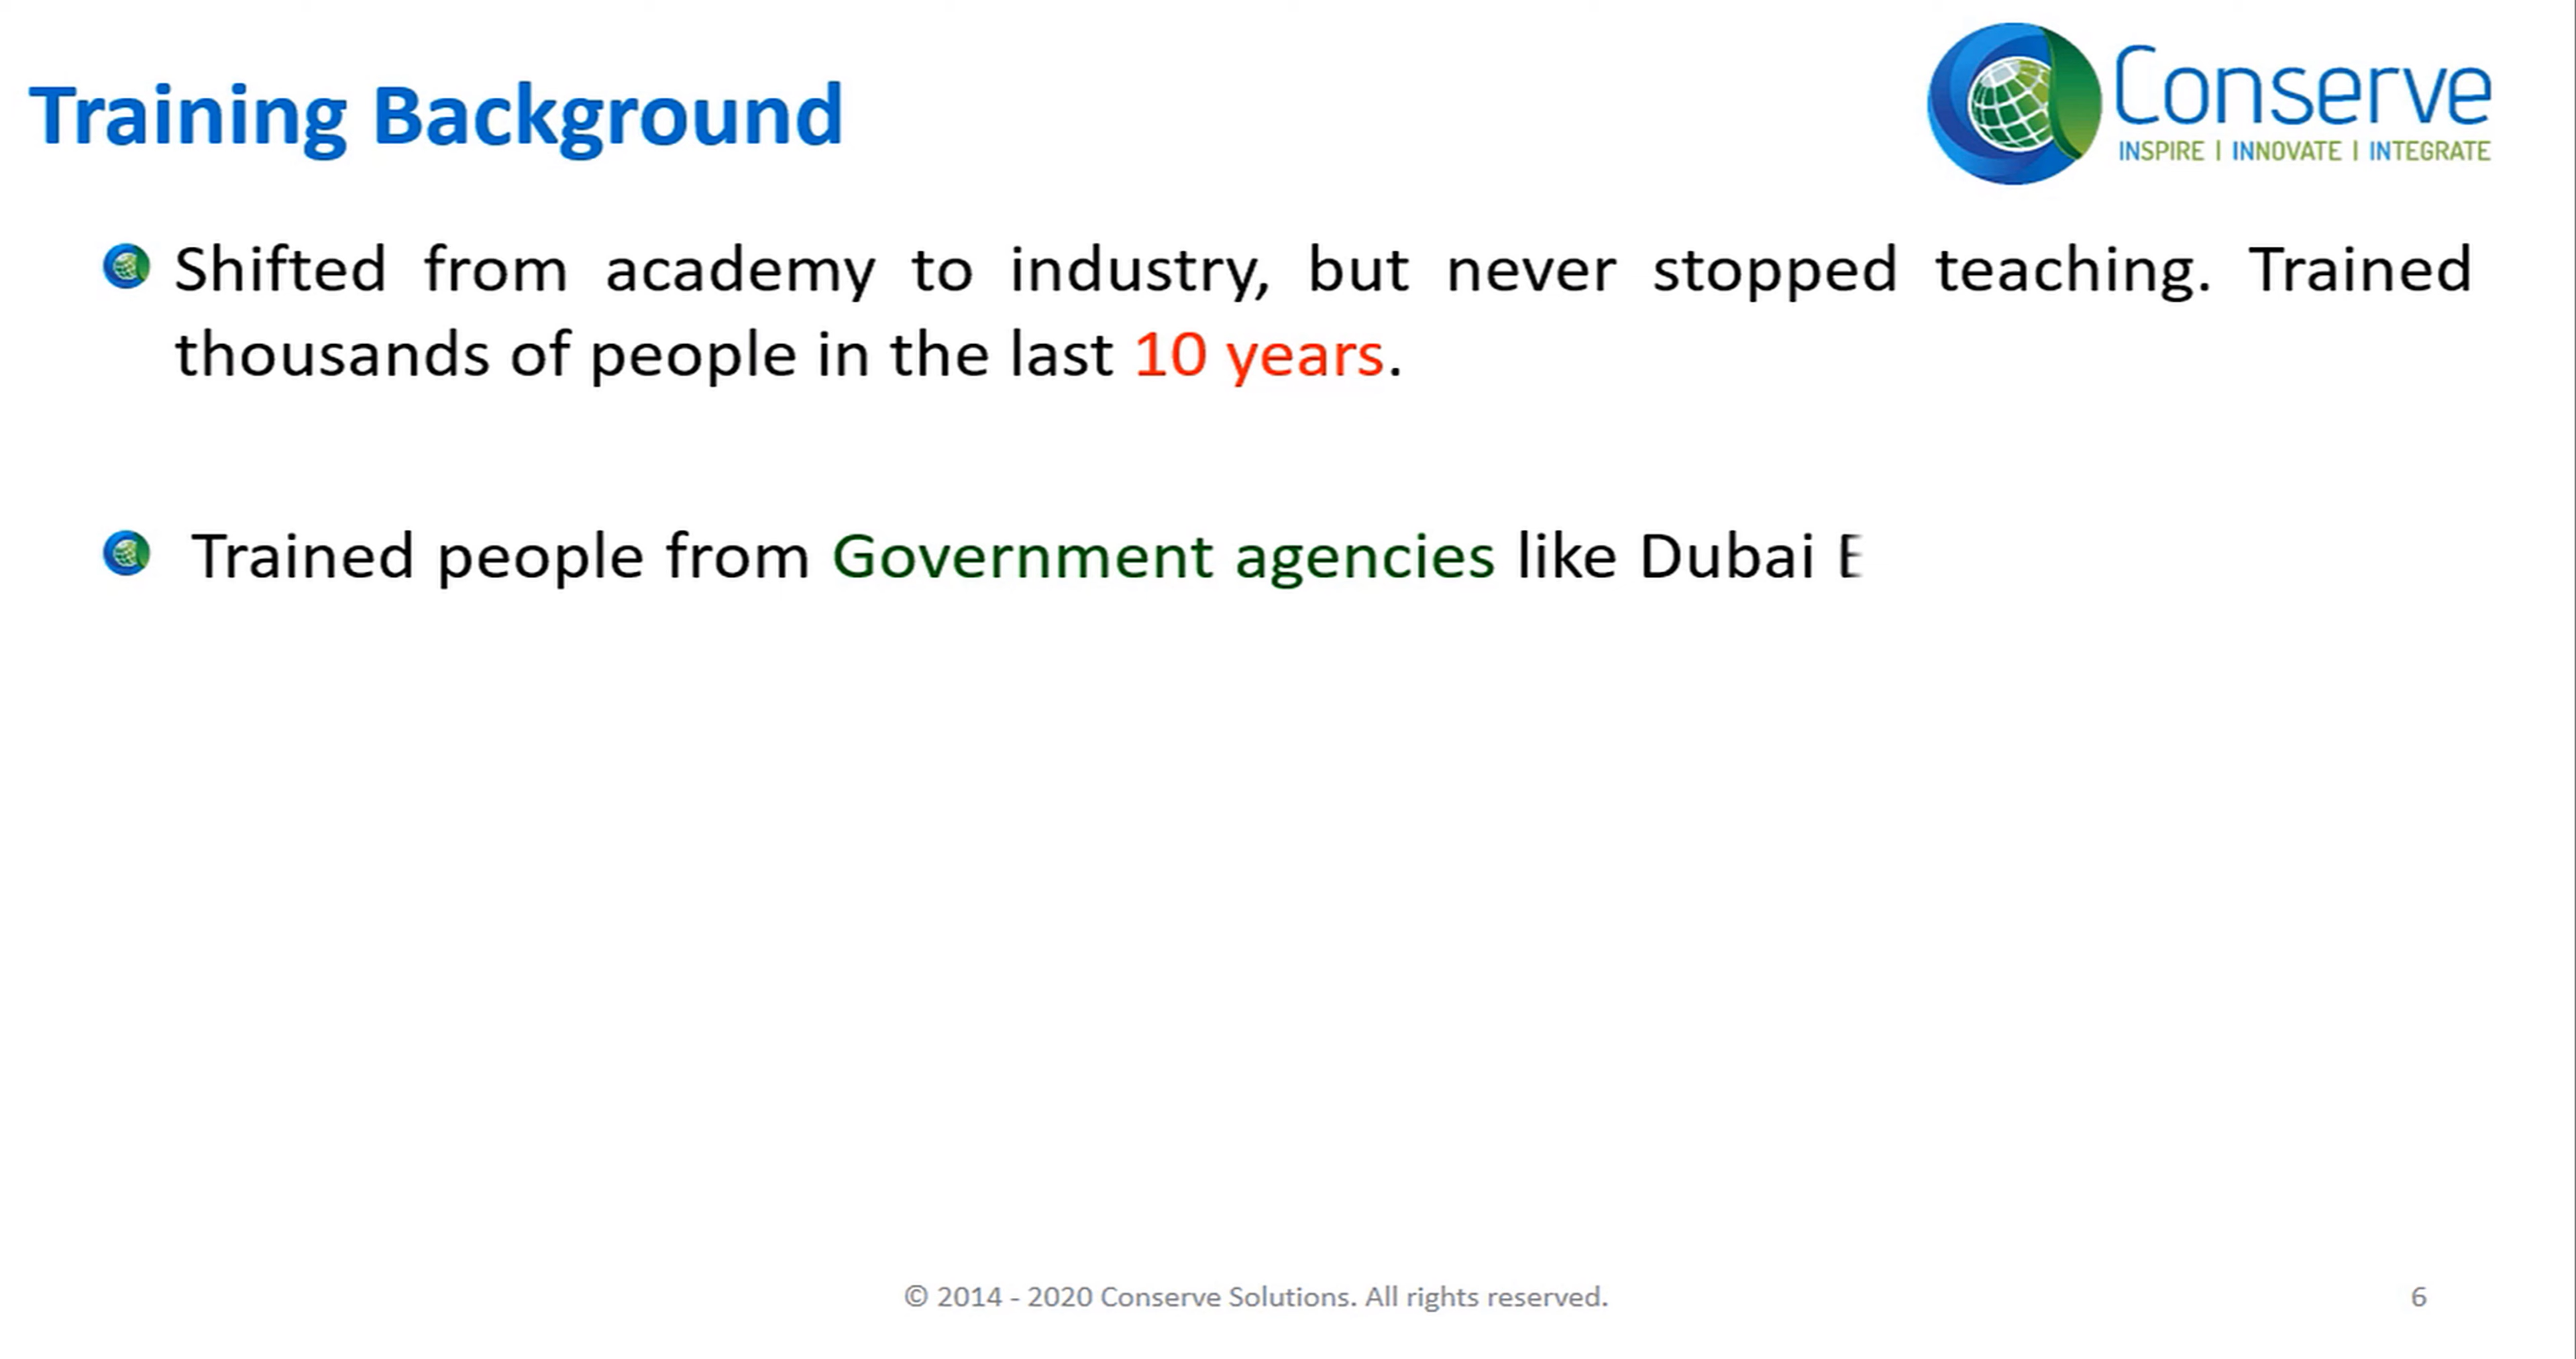 Training Background
Conserve
INSPIRE | INNOVATE | INTEGRATE
Shifted from academy to industry, but never stopped teaching. Trained
thousands of people in the last 10 years.
Trained people from Government agencies like Dubai
© 2014 - 2020 Conserve Solutions. All rights reserved.
6